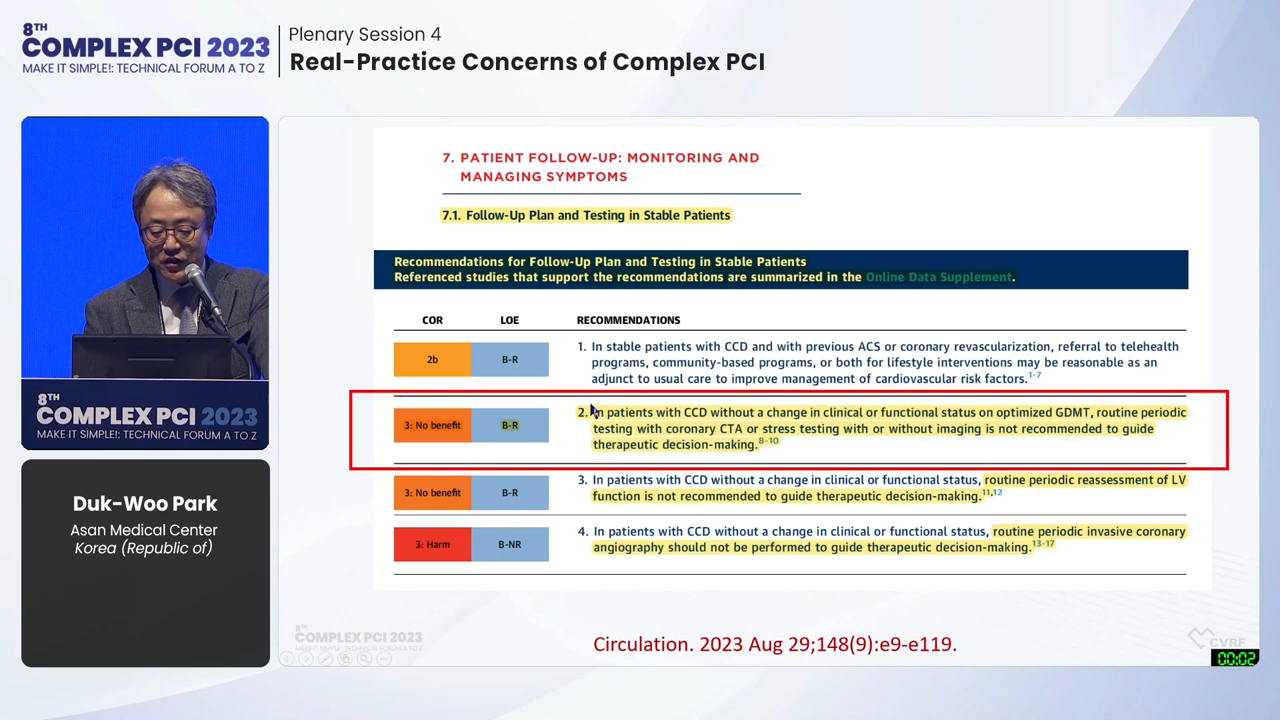 8TH
COMPLEX PCI 2023
MAKE IT SIMPLE!: TECHNICAL FORUM A TO Z
Plenary Session 4
Real-Practice Concerns of Complex PCI
8TH
COMPLEX PCI 2023
MAKE IT SIMPLE!: TECHNICAL FORUM A TO Z
Duk-Woo Park
Asan Medical Center
Korea (Republic of)
7. PATIENT FOLLOW-UP: MONITORING AND
MANAGING SYMPTOMS
7.1. Follow-Up Plan and Testing in Stable Patients
Recommendations for Follow-Up Plan and Testing in Stable Patients
Referenced studies that support the recommendations are summarized in the Online Data Supplement.
COR LOE RECOMMENDATIONS
2b B-R 1. In stable patients with CCD and with previous ACS or coronary revascularization, referral to telehealth
programs, community-based programs, or both for lifestyle interventions may be reasonable as an
adjunct to usual care to improve management of cardiovascular risk factors.1-7
3: No benefit B-R 2. In patients with CCD without a change in clinical or functional status on optimized GDMT, routine periodic
testing with coronary CTA or stress testing with or without imaging is not recommended to guide
therapeutic decision-making.8-10
3: No benefit B-R 3. In patients with CCD without a change in clinical or functional status, routine periodic reassessment of LV
function is not recommended to guide therapeutic decision-making.11,12
3: Harm B-NR 4. In patients with CCD without a change in clinical or functional status, routine periodic invasive coronary
angiography should not be performed to guide therapeutic decision-making.13-17
8TH
COMPLEX PCI 2023
MAKE IT SIMPLE!: TECHNICAL FORUM A TO Z
Circulation. 2023 Aug 29;148(9):e9-e119.
CVRF
00:02